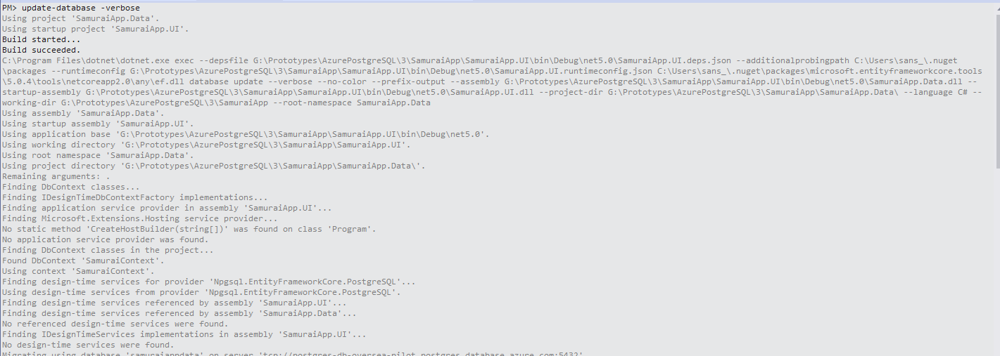 PM> update-database -verbose
Using project 'SamuraiApp.Data'.
Using startup project 'SamuraiApp.UI'.
Build started...
Build succeeded.
C:\Program Files\dotnet\dotnet.exe exec --depsfile G:\Prototypes\AzurePostgreSQL\3\SamuraiApp\SamuraiApp.UI\bin\Debug\net5.0\SamuraiApp.UI.deps.json --additionalprobingpath C:\Users\sans_\.nuget
\packages --runtimeconfig G:\Prototypes\AzurePostgreSQL\3\SamuraiApp\SamuraiApp.UI\bin\Debug\net5.0\SamuraiApp.UI.runtimeconfig.json C:\Users\sans_\.nuget\packages\microsoft.entityframeworkcore.tools
\5.0.4\tools\netcoreapp2.0\any\ef.dll database update --verbose --no-color --prefix-output --assembly G:\Prototypes\AzurePostgreSQL\3\SamuraiApp\SamuraiApp.UI\bin\Debug\net5.0\SamuraiApp.Data.dll --
startup-assembly G:\Prototypes\AzurePostgreSQL\3\SamuraiApp\SamuraiApp.UI\bin\Debug\net5.0\SamuraiApp.UI.dll --project-dir G:\Prototypes\AzurePostgreSQL\3\SamuraiApp\SamuraiApp.Data\ --language C# --
working-dir G:\Prototypes\AzurePostgreSQL\3\SamuraiApp --root-namespace SamuraiApp.Data
Using assembly 'SamuraiApp.Data'.
Using startup assembly 'SamuraiApp.UI'.
Using application base 'G:\Prototypes\AzurePostgreSQL\3\SamuraiApp\SamuraiApp.UI\bin\Debug\net5.0'.
Using working directory 'G:\Prototypes\AzurePostgreSQL\3\SamuraiApp\SamuraiApp.UI'.
Using root namespace 'SamuraiApp.Data'.
Using project directory 'G:\Prototypes\AzurePostgreSQL\3\SamuraiApp\SamuraiApp.Data\'.
Remaining arguments: .
Finding DbContext classes...
Finding IDesignTimeDbContextFactory implementations...
Finding application service provider in assembly 'SamuraiApp.UI'...
Finding Microsoft.Extensions.Hosting service provider...
No static method 'CreateHostBuilder(string[])' was found on class 'Program'.
No application service provider was found.
Finding DbContext classes in the project...
Found DbContext 'SamuraiContext'.
Using context 'SamuraiContext'.
Finding design-time services for provider 'Npgsql.EntityFrameworkCore.PostgreSQL'...
Using design-time services from provider 'Npgsql.EntityFrameworkCore.PostgreSQL'.
Finding design-time services referenced by assembly 'SamuraiApp.UI'...
Finding design-time services referenced by assembly 'SamuraiApp.Data'...
No referenced design-time services were found.
Finding IDesignTimeServices implementations in assembly 'SamuraiApp.UI'...
No design-time services were found.
Migrating using database 'samuraiappdata' on server 'tcp://postgres-db-oversea-pilot.postgres.database.azure.com:5432'.